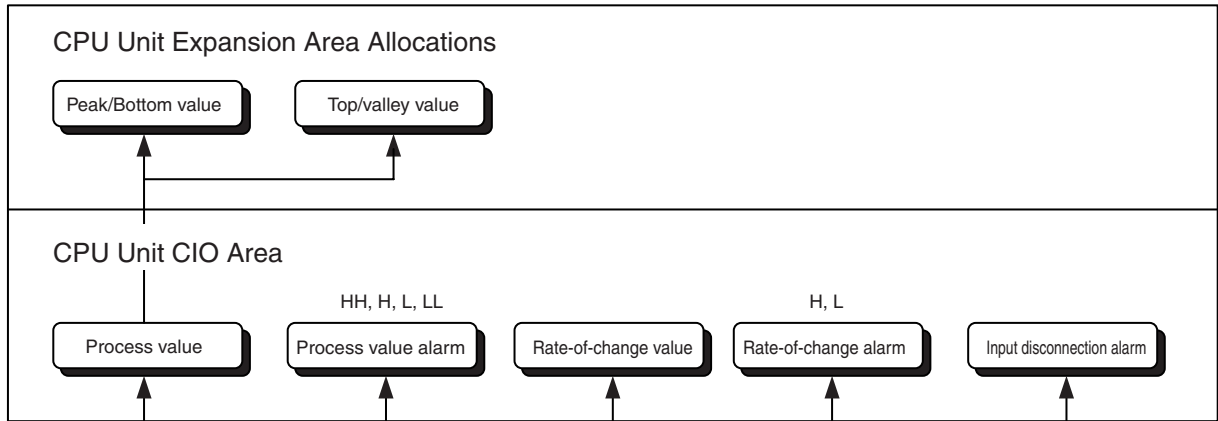 CPU Unit Expansion Area Allocations
Peak/Bottom value
Top/valley value
CPU Unit CIO Area
HH, H, L, LL
H, L
Process value
Process value alarm
Rate-of-change value
Rate-of-change alarm
Input disconnection alarm